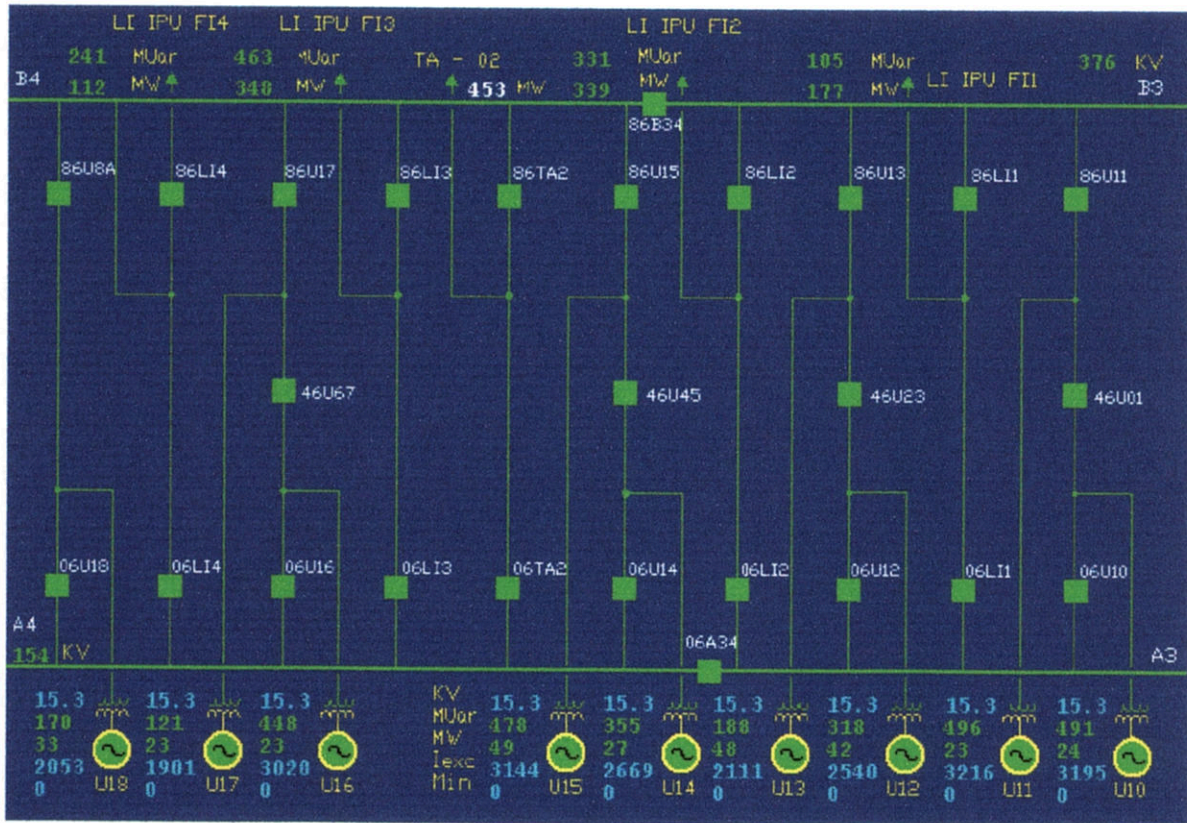 LI IPU FI4 LI IPU FI3 LI IPU FI2
241 MVar 463 MVar TA - 02 331 MVar 105 MVar 376 KV
B4 112 MW 340 MW 453 MW 339 MW 177 MW LI IPU FI1 B3
86B34
86U8A 86LI4 86U17 86LI3 86TA2 86U15 86LI2 86U13 86LI1 86U11
46U67 46U45 46U23 46U01
06U18 06LI4 06U16 06LI3 06TA2 06U14 06LI2 06U12 06LI1 06U10
A4 06A34 A3
154 KV
15.3 15.3 15.3 KV 15.3 15.3 15.3 15.3 15.3 15.3
170 121 448 MVar 478 355 188 318 496 491
33 23 23 MW 49 27 48 42 23 24
2053 1901 3020 Iexc 3144 2669 2111 2540 3216 3195
0 U18 0 U17 0 U16 Min 0 U15 0 U14 0 U13 0 U12 0 U11 0 U10